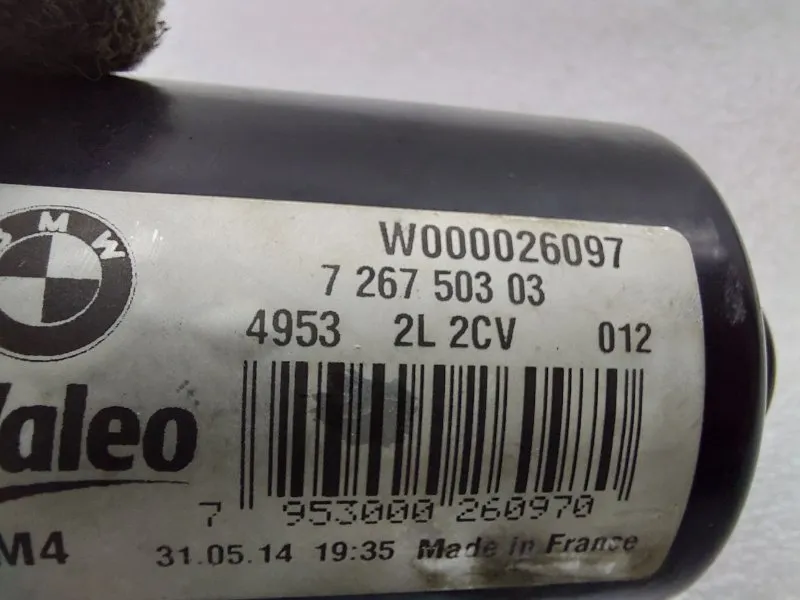 BMW
W000026097
7 267 503 03
4953 2L 2CV 012
Valeo
7 953000 260970
M4 31.05.14 19:35 Made in France